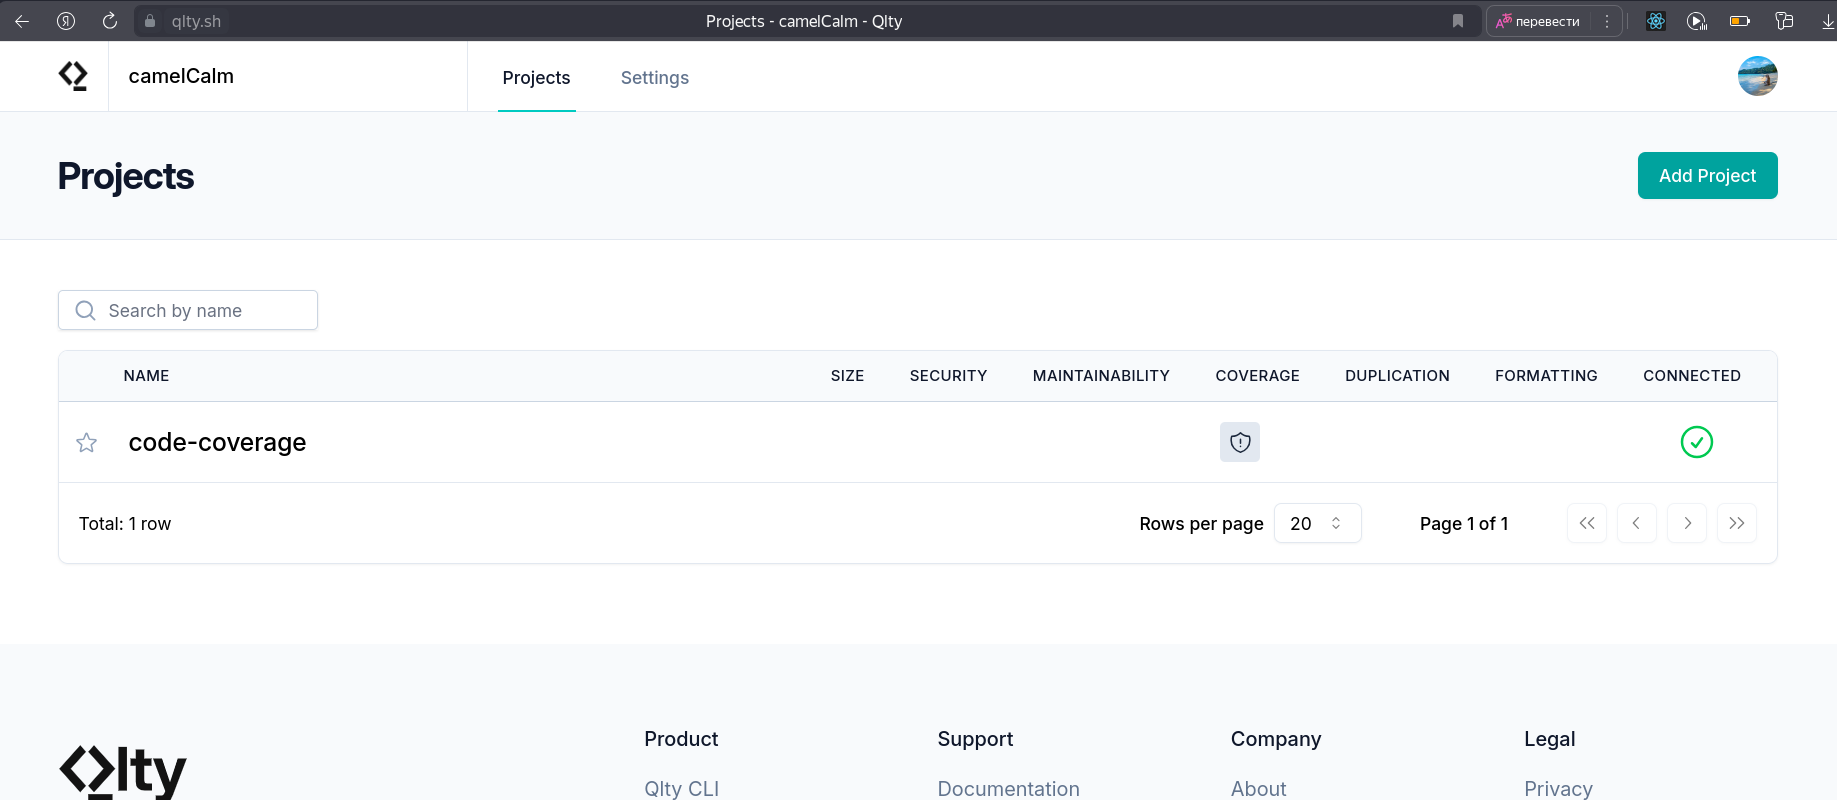 qlty.sh
Projects - camelCalm - Qlty
перевести
camelCalm
Projects
Settings
Projects
Add Project
Search by name
NAME SIZE SECURITY MAINTAINABILITY COVERAGE DUPLICATION FORMATTING CONNECTED
code-coverage
Total: 1 row
Rows per page 20
Page 1 of 1
Qlty
Product
Qlty CLI
Support
Documentation
Company
About
Legal
Privacy